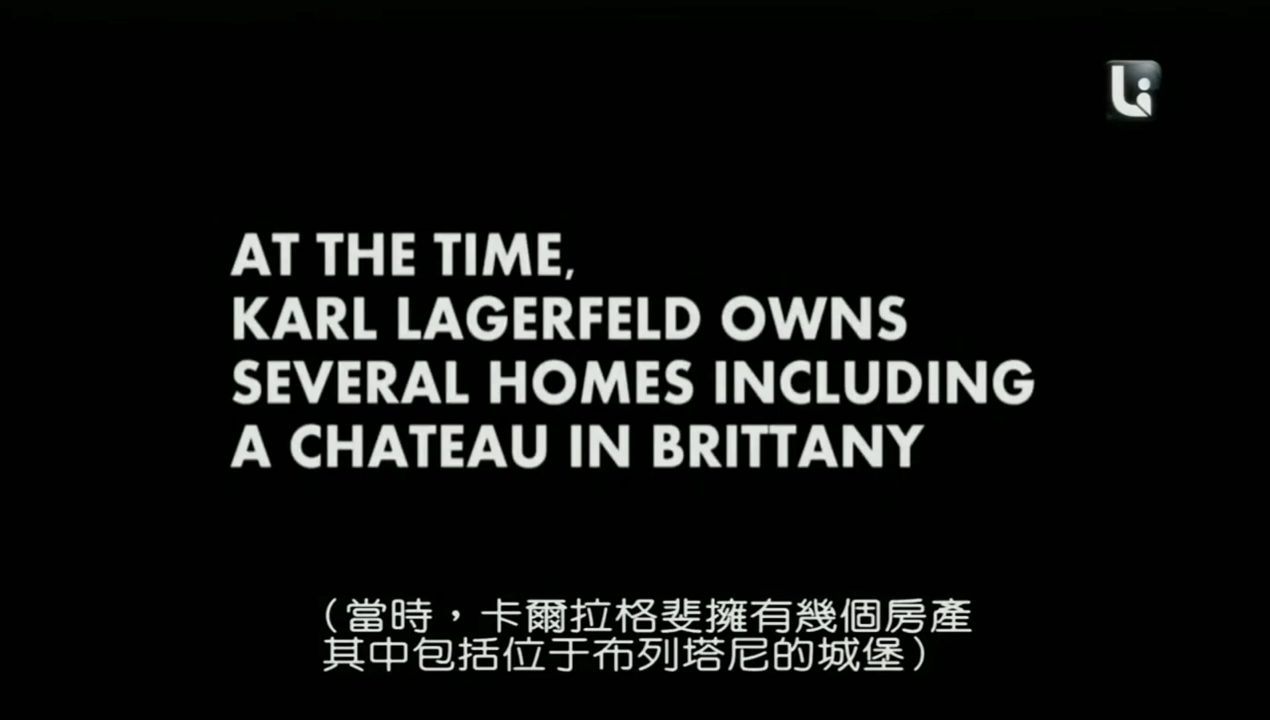 AT THE TIME,
KARL LAGERFELD OWNS
SEVERAL HOMES INCLUDING
A CHATEAU IN BRITTANY
（當時，卡爾拉格斐擁有幾個房產
其中包括位于布列塔尼的城堡）